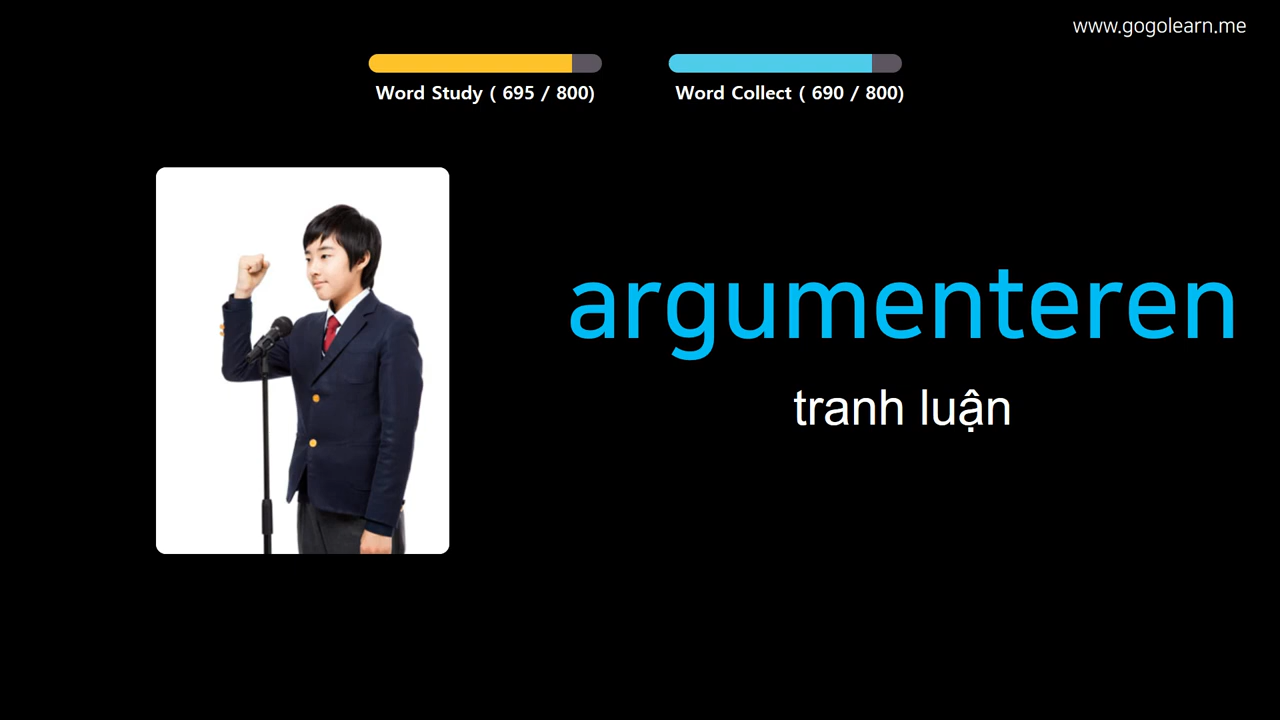 www.gogolearn.me
Word Study ( 695 / 800)
Word Collect ( 690 / 800)
argumenteren
tranh luận